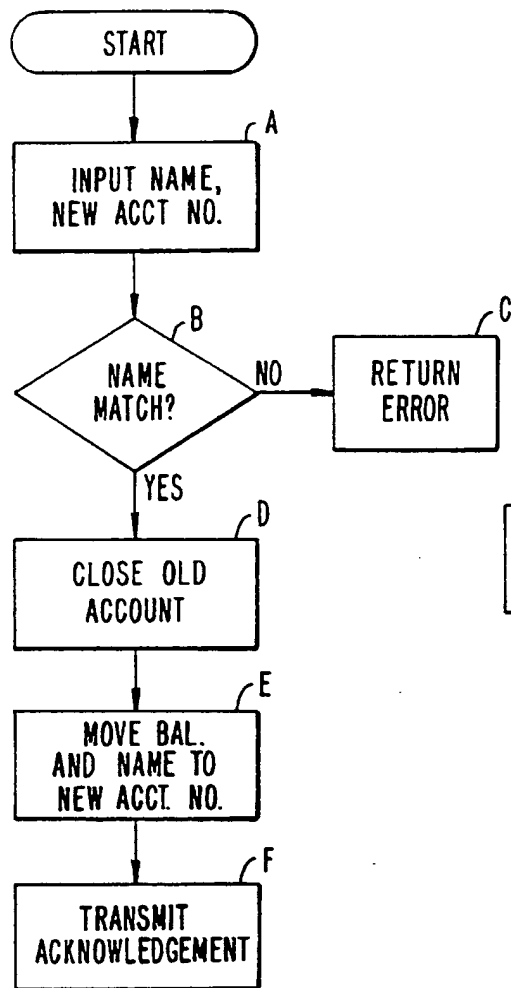 START
A
INPUT NAME,
NEW ACCT NO.
B
NAME
MATCH?
NO
C
RETURN
ERROR
YES
D
CLOSE OLD
ACCOUNT
E
MOVE BAL.
AND NAME TO
NEW ACCT. NO.
F
TRANSMIT
ACKNOWLEDGEMENT